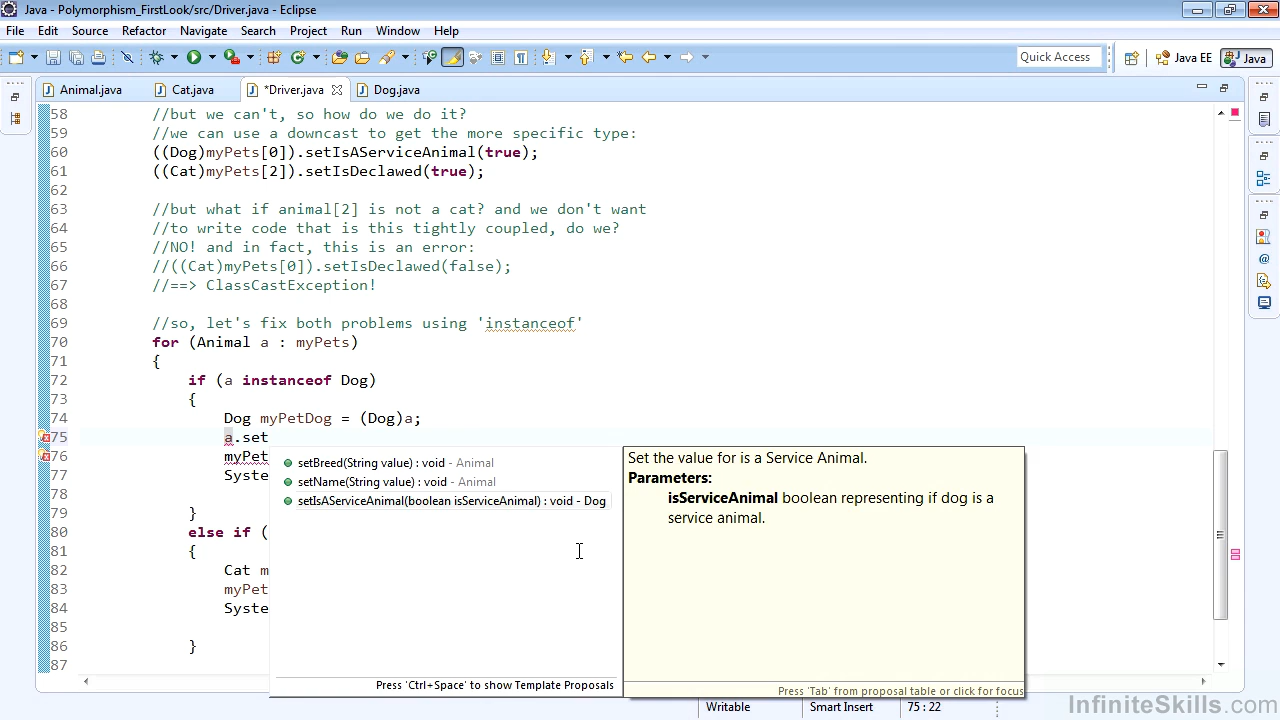 Java - Polymorphism_FirstLook/src/Driver.java - Eclipse
File Edit Source Refactor Navigate Search Project Run Window Help
Quick Access Java EE Java
Animal.java Cat.java *Driver.java Dog.java
58 //but we can't, so how do we do it?
59 //we can use a downcast to get the more specific type:
60 ((Dog)myPets[0]).setIsAServiceAnimal(true);
61 ((Cat)myPets[2]).setIsDeclawed(true);
62
63 //but what if animal[2] is not a cat? and we don't want
64 //to write code that is this tightly coupled, do we?
65 //NO! and in fact, this is an error:
66 //((Cat)myPets[0]).setIsDeclawed(false);
67 //==> ClassCastException!
68
69 //so, let's fix both problems using 'instanceof'
70 for (Animal a : myPets)
71 {
72 if (a instanceof Dog)
73 {
74 Dog myPetDog = (Dog)a;
75 a.set
76 myPet
77 Syste
78
79 }
80 else if (
81 {
82 Cat m
83 myPet
84 Syste
85
86 }
87
setBreed(String value) : void - Animal
setName(String value) : void - Animal
setIsAServiceAnimal(boolean isServiceAnimal) : void - Dog
Press 'Ctrl+Space' to show Template Proposals
Set the value for is a Service Animal.
Parameters:
isServiceAnimal boolean representing if dog is a
service animal.
Press 'Tab' from proposal table or click for focus
Writable Smart Insert 75 : 22
InfiniteSkills.com